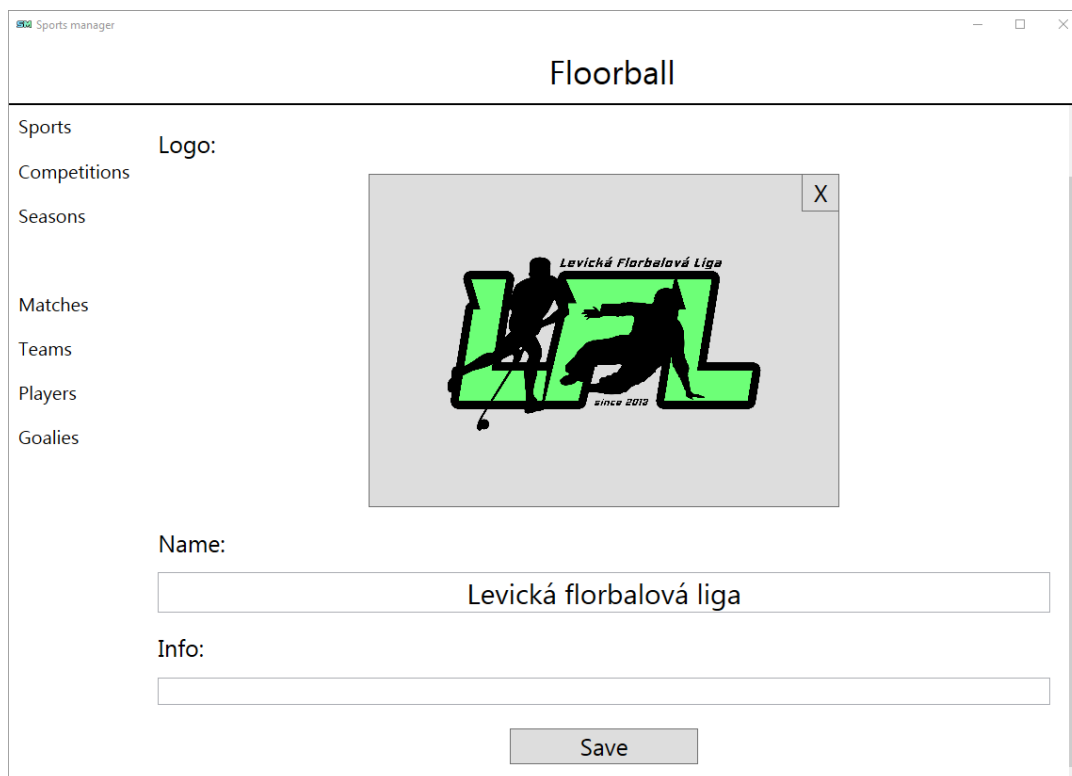 SM Sports manager
Floorball
Sports
Competitions
Seasons
Matches
Teams
Players
Goalies
Logo:
X
Levická Florbalová Liga
LFL
since 2013
Name:
Levická florbalová liga
Info:
Save